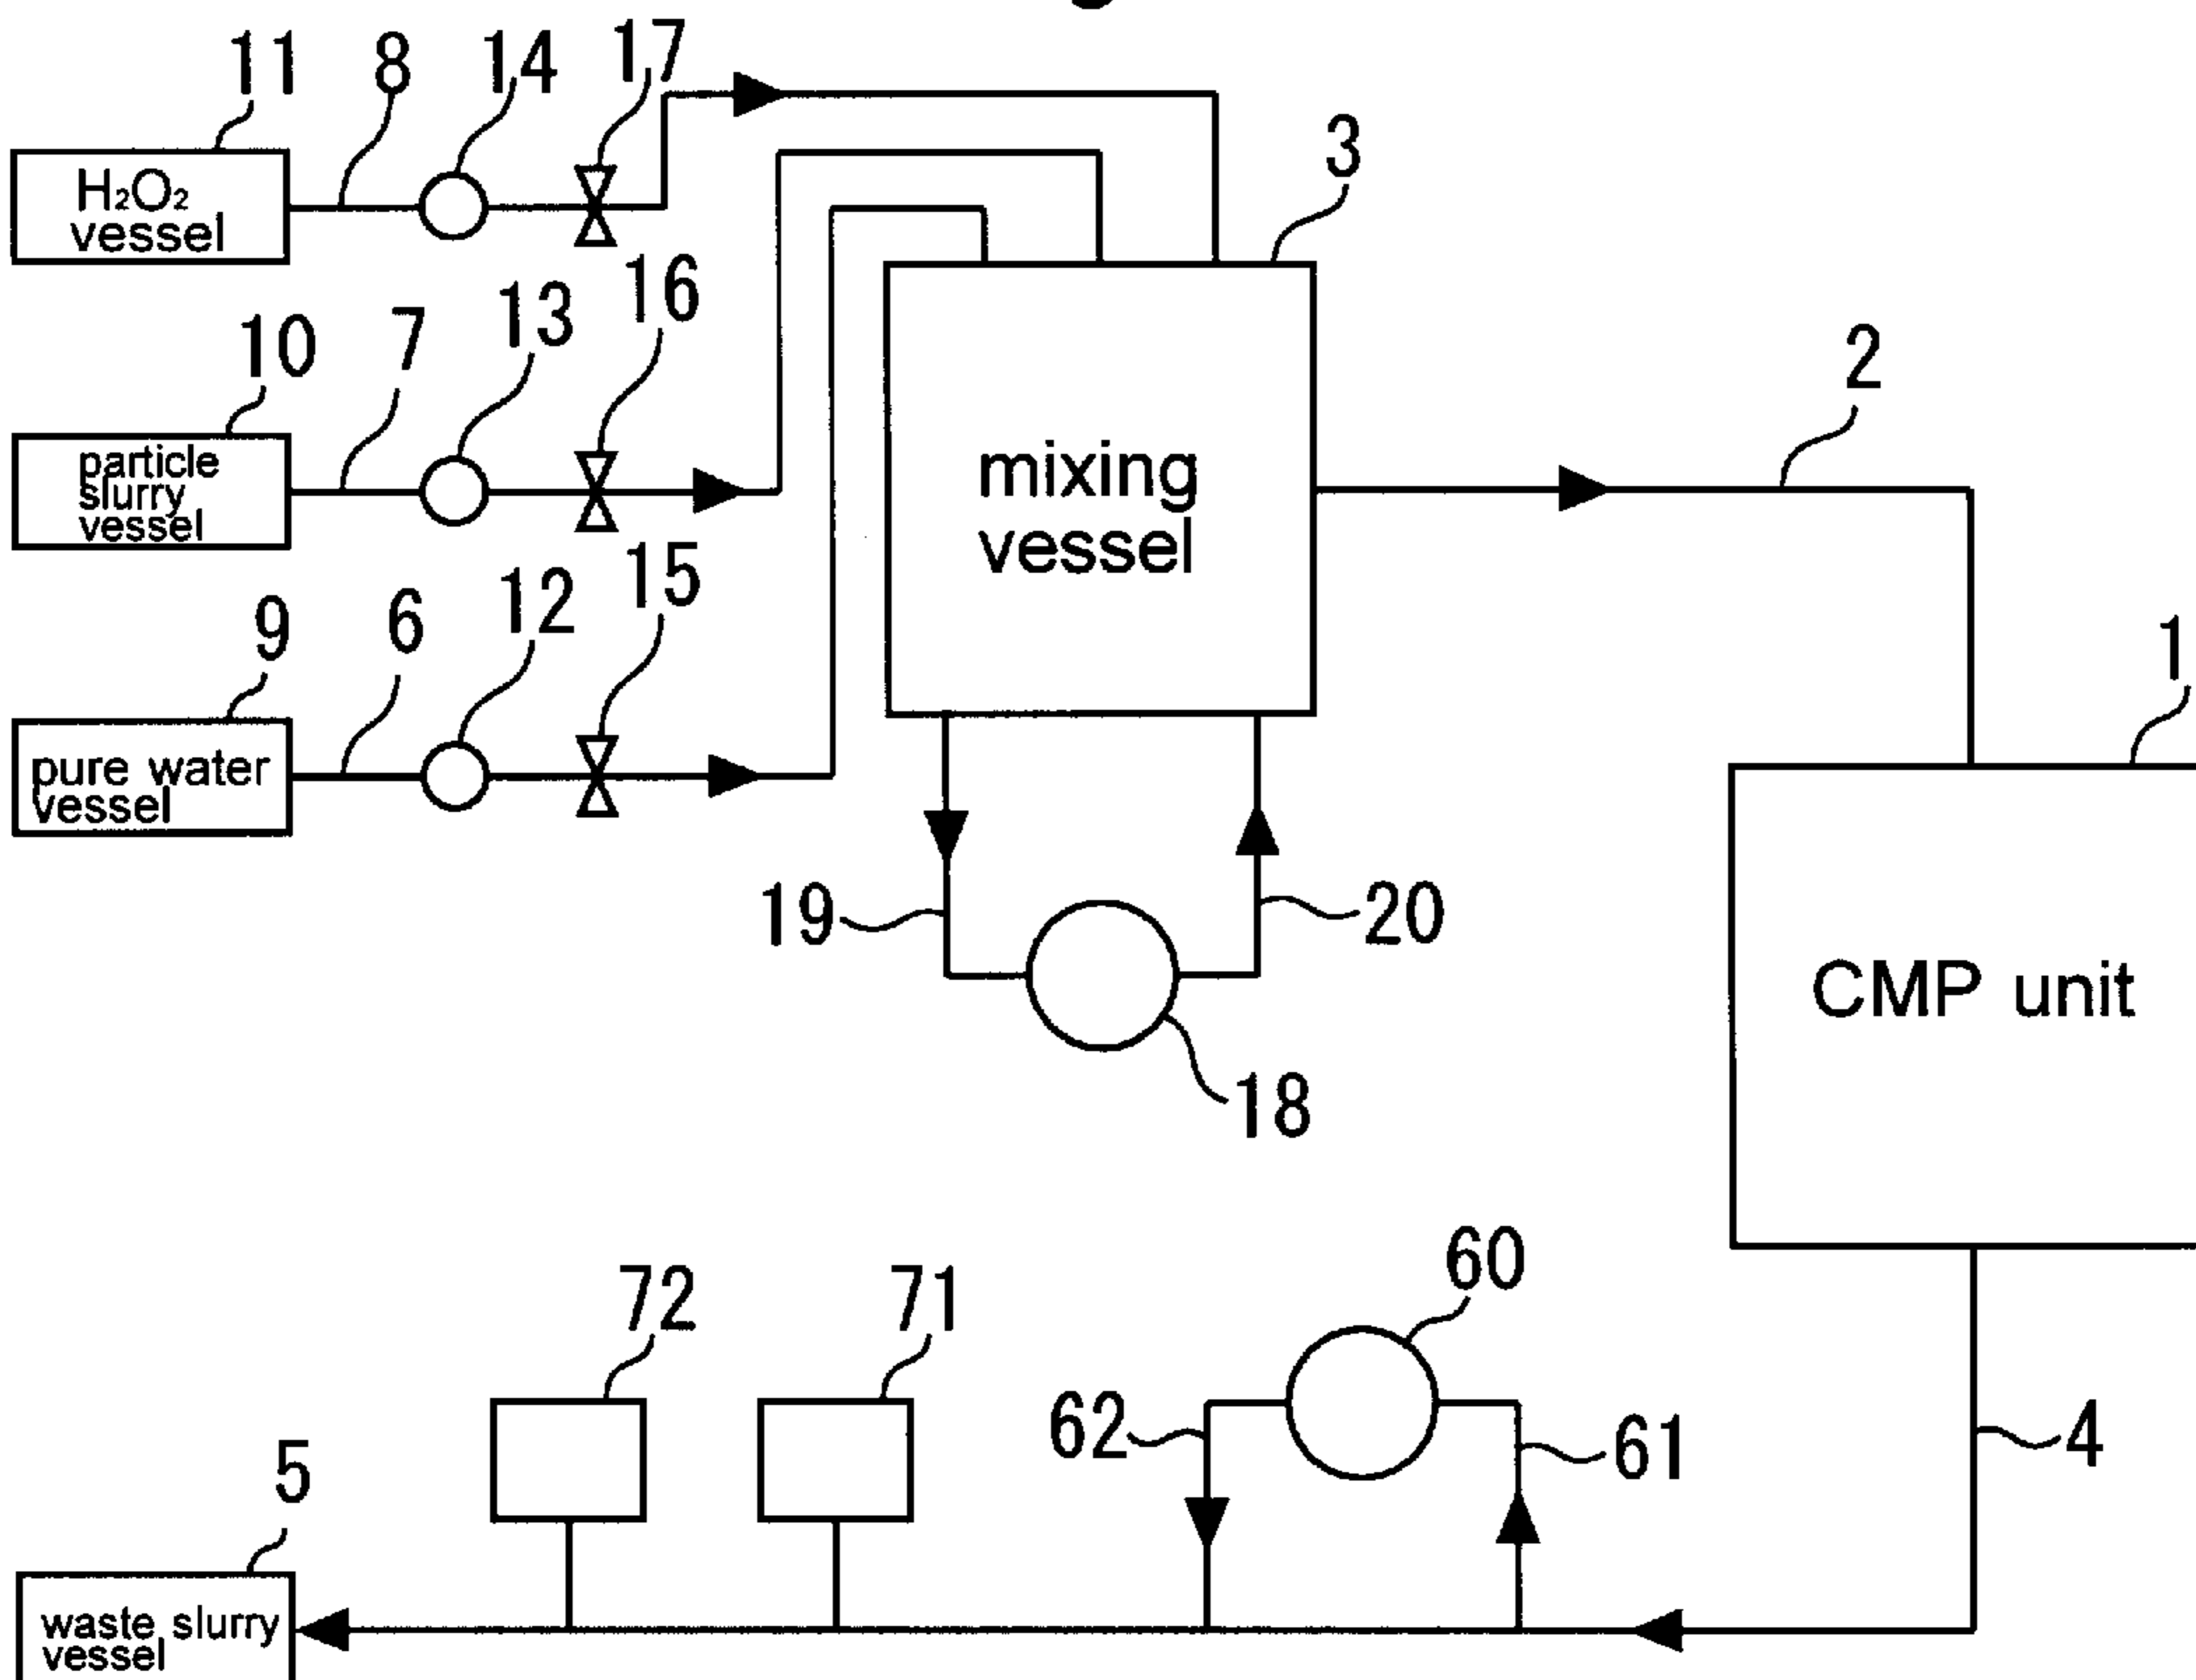 11 8 14 17
H₂O₂
vessel
3
10 7 13 16
particle
slurry
vessel
mixing
vessel
2
9 6 12 15
pure water
vessel
1
19
20
18
CMP unit
72 71 60
62
61
4
5
waste slurry
vessel